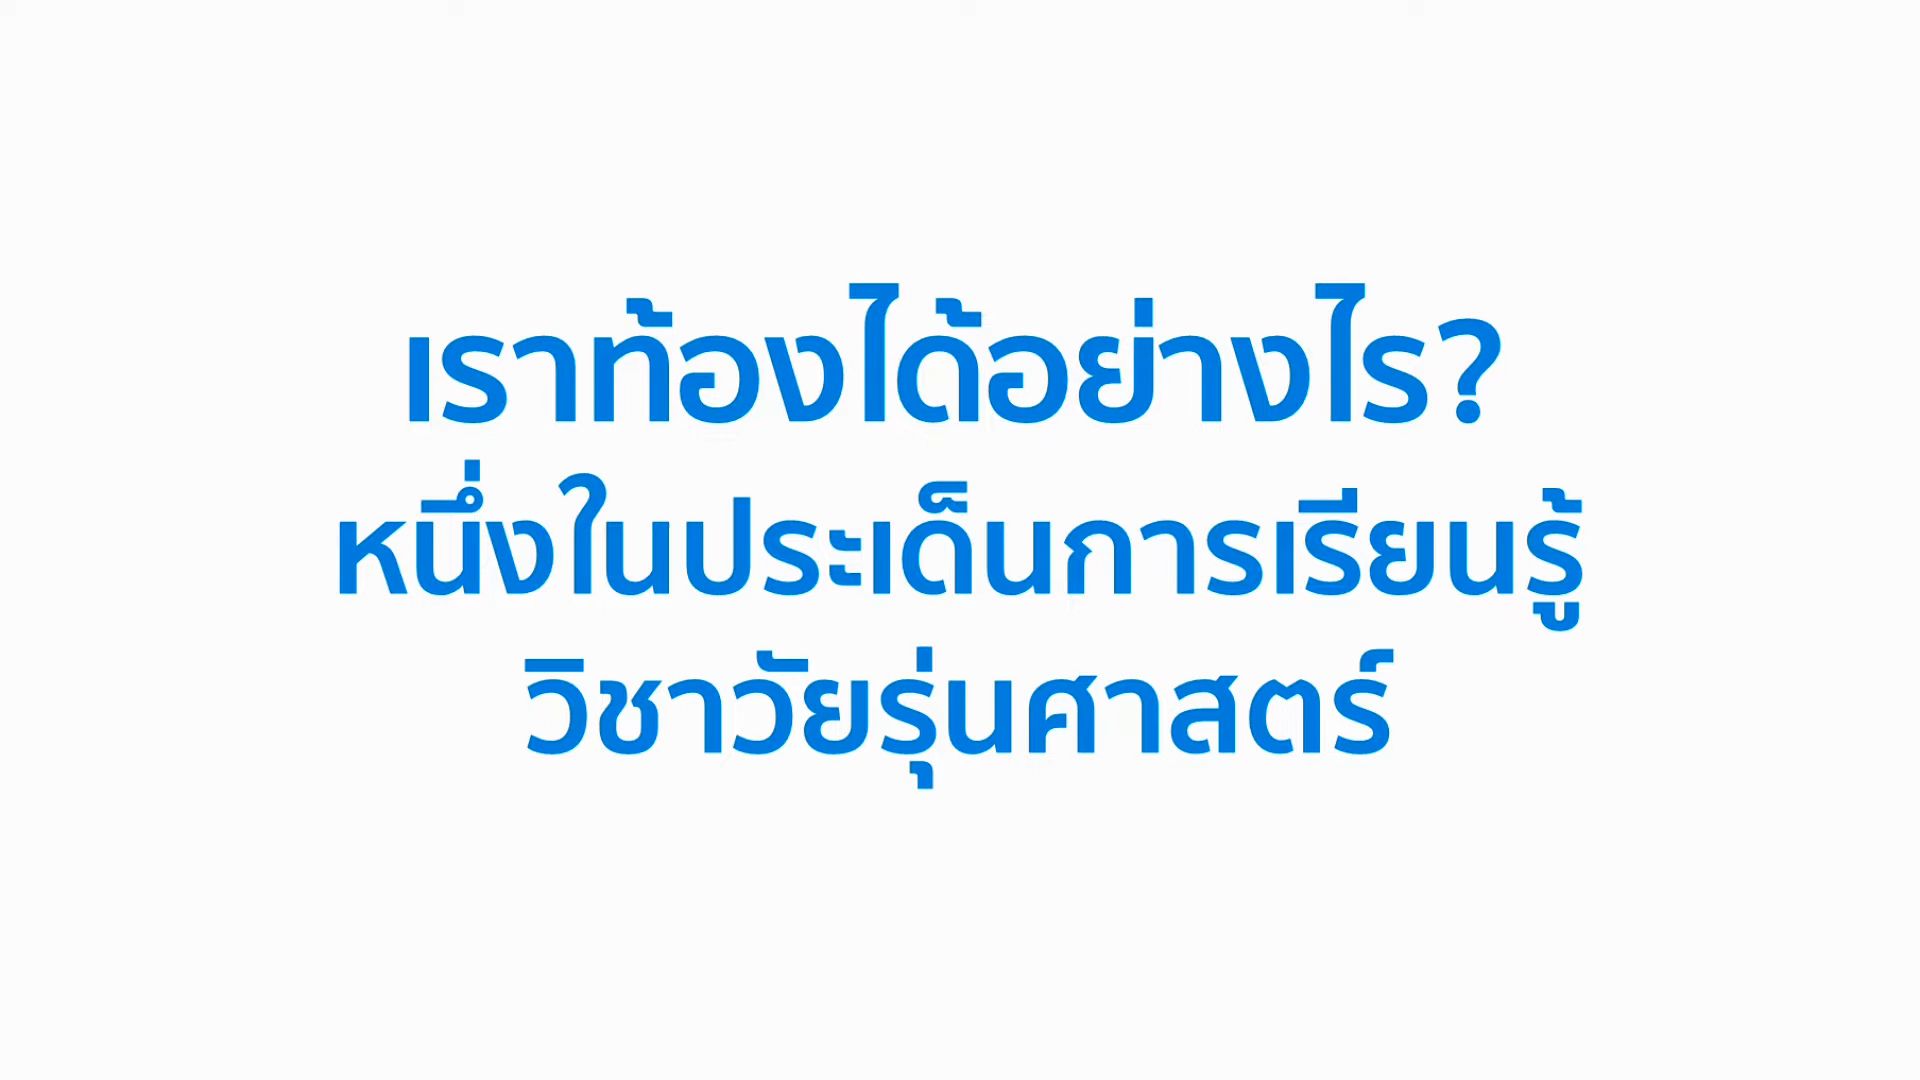 เราท้องได้อย่างไร?
หนึ่งในประเด็นการเรียนรู้
วิชาวัยรุ่นศาสตร์